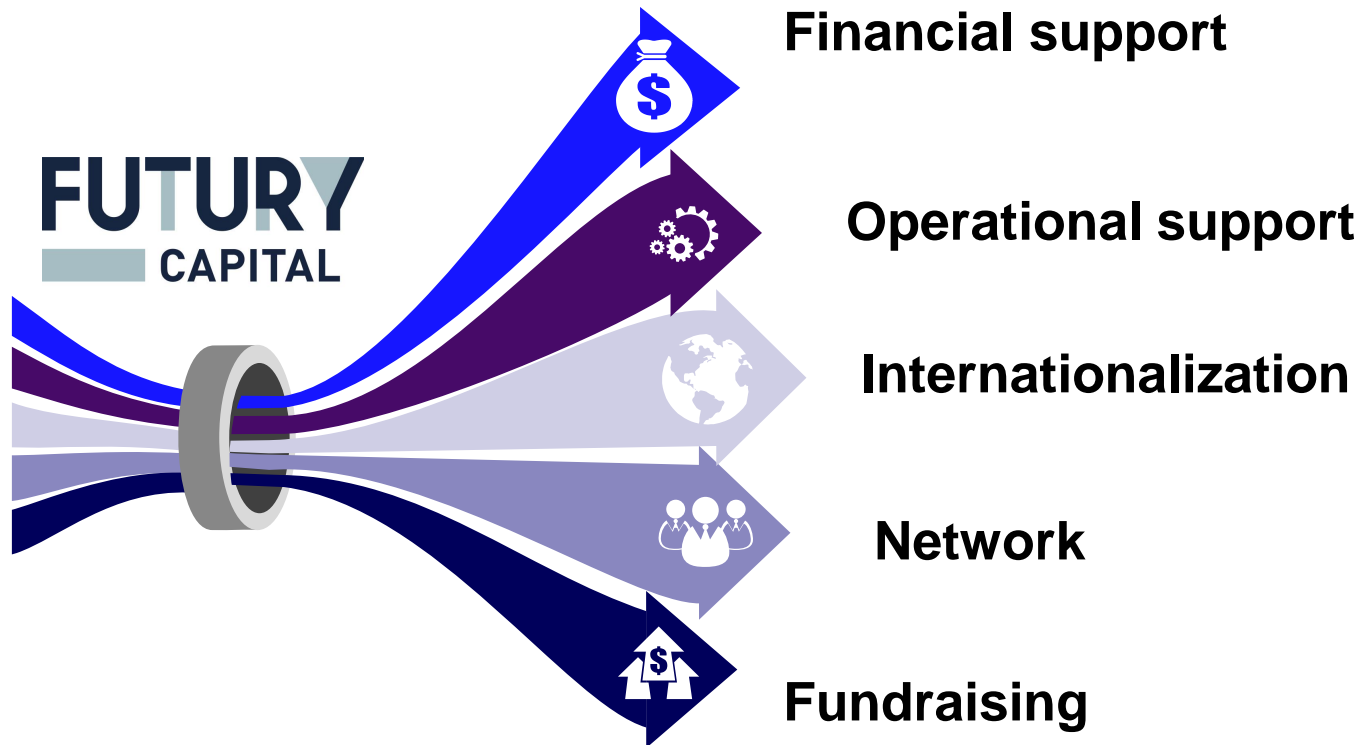 Financial support
FUTURY
CAPITAL
Operational support
Internationalization
Network
Fundraising
$
$